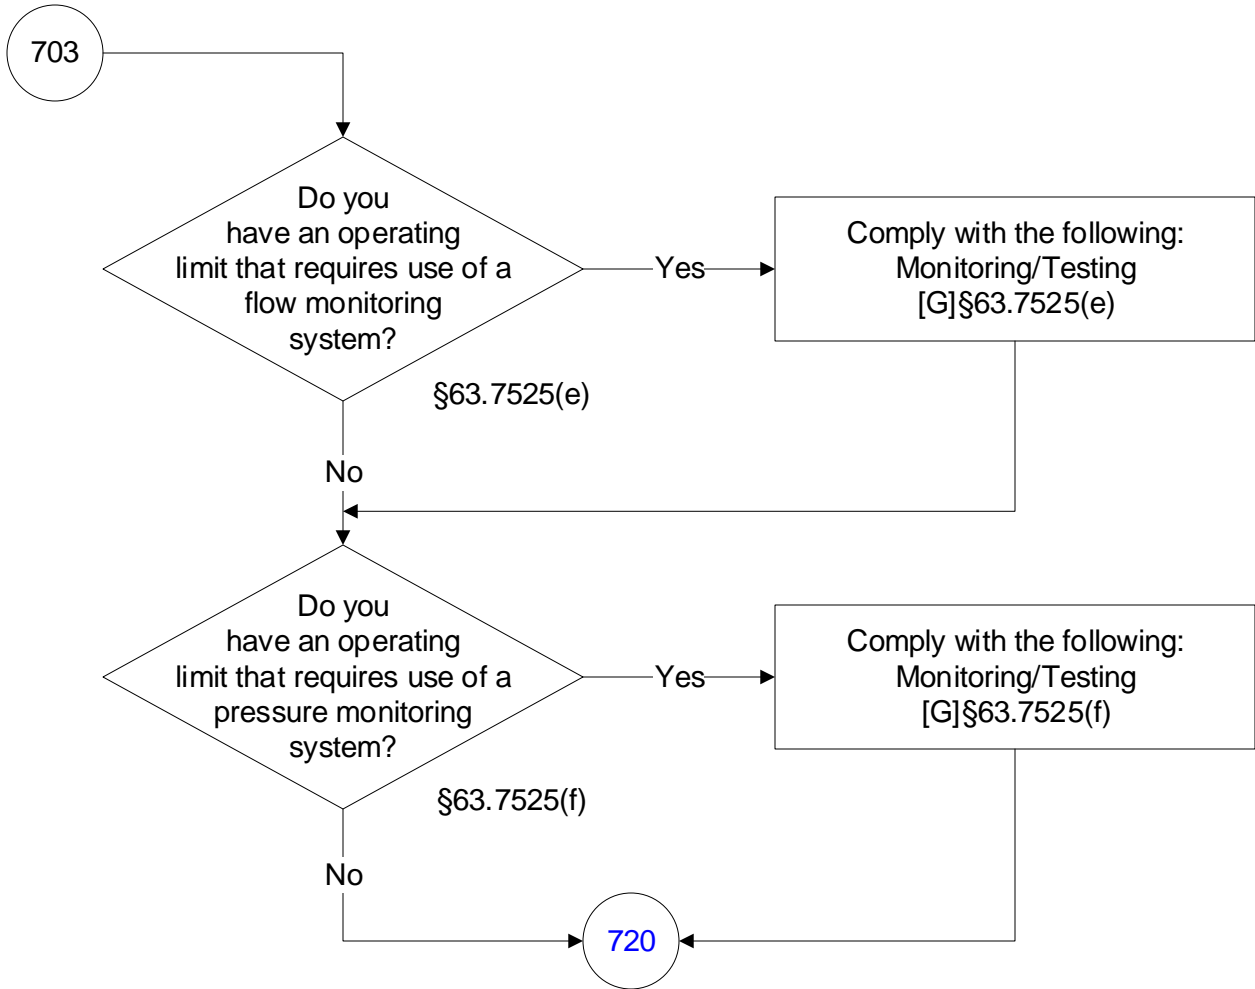 703
Do you
have an operating
limit that requires use of a
flow monitoring
system?
Yes
Comply with the following:
Monitoring/Testing
[G]§63.7525(e)
§63.7525(e)
No
Do you
have an operating
limit that requires use of a
pressure monitoring
system?
Yes
Comply with the following:
Monitoring/Testing
[G]§63.7525(f)
§63.7525(f)
No
720